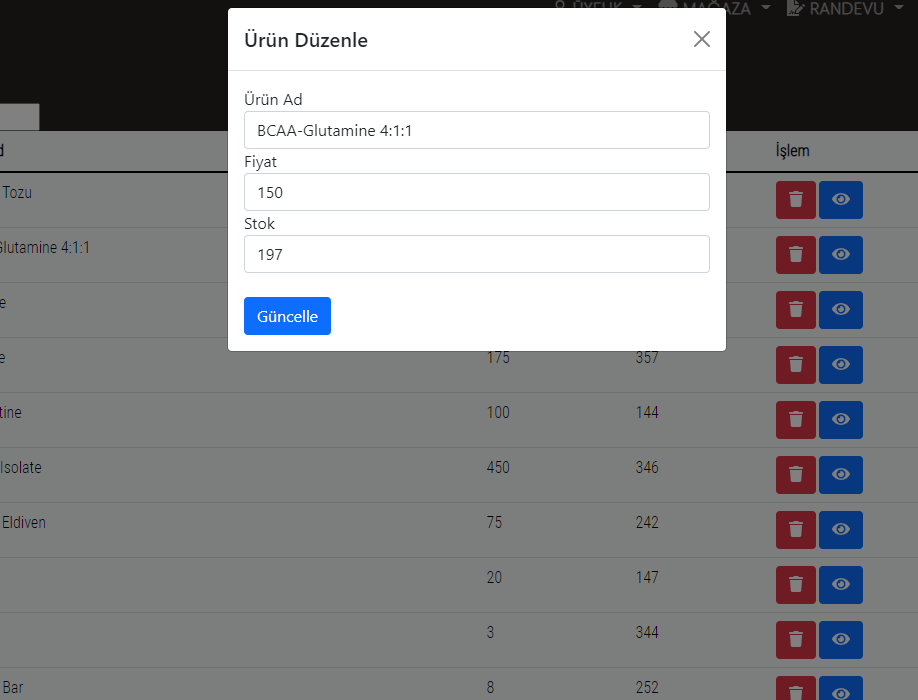 ÜYELİK
MAĞAZA
RANDEVU
Ürün Düzenle
Ürün Ad
BCAA-Glutamine 4:1:1
Fiyat
150
Stok
197
Güncelle
d
İşlem
Tozu
Glutamine 4:1:1
e
e 175 357
tine 100 144
Isolate 450 346
Eldiven 75 242
20 147
3 344
Bar 8 252